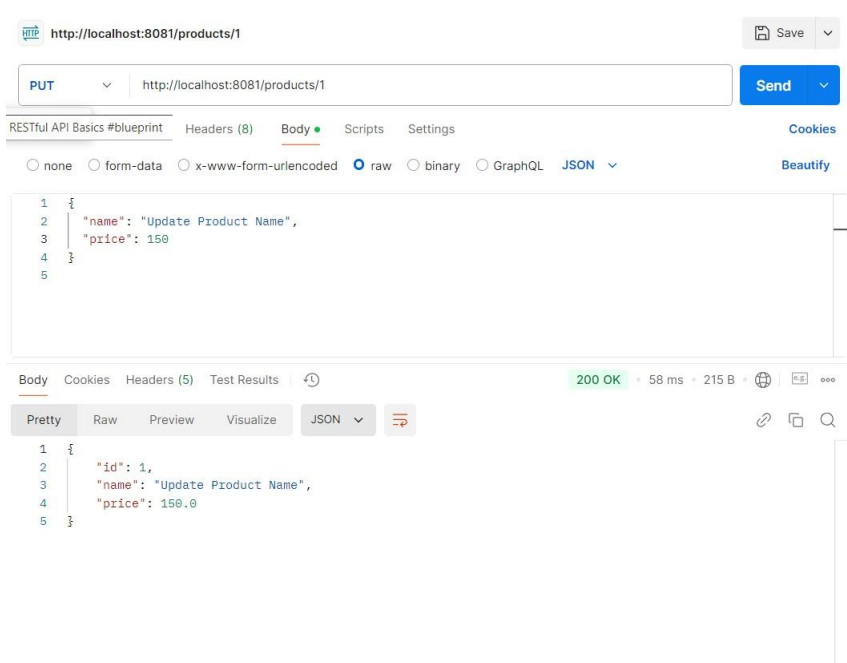 HTTP http://localhost:8081/products/1 Save
PUT http://localhost:8081/products/1 Send
RESTful API Basics #blueprint Headers (8) Body Scripts Settings Cookies
none form-data x-www-form-urlencoded raw binary GraphQL JSON Beautify
1 {
2 "name": "Update Product Name",
3 "price": 150
4 }
5
Body Cookies Headers (5) Test Results 200 OK 58 ms 215 B e.g.
Pretty Raw Preview Visualize JSON
1 {
2 "id": 1,
3 "name": "Update Product Name",
4 "price": 150.0
5 }